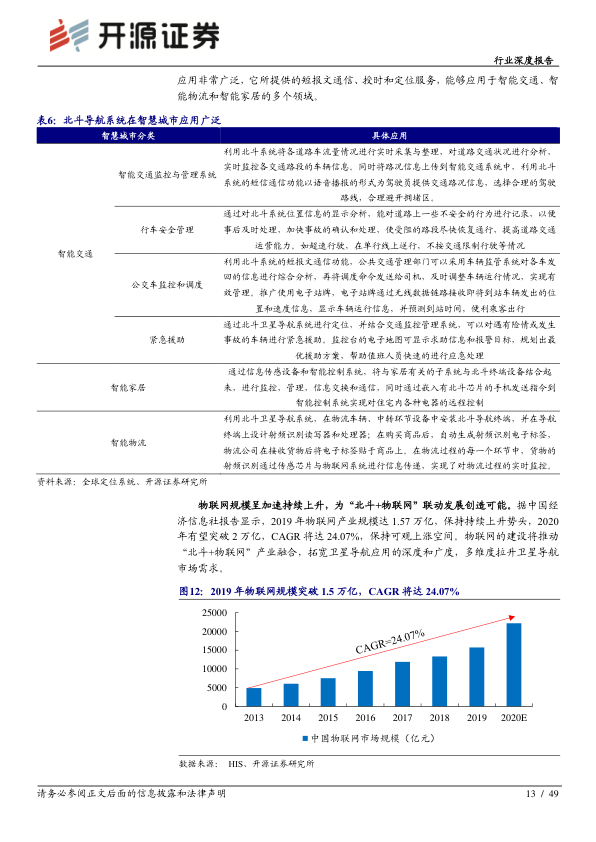 开源证券
行业深度报告
应用非常广泛，它所提供的短报文通信、授时和定位服务，能够应用于智能交通、智
能物流和智能家居的多个领域。
表6：北斗导航系统在智慧城市应用广泛
智慧城市分类 具体应用
智能交通
智能交通监控与管理系统
利用北斗系统将各道路车流量情况进行实时采集与整理，对道路交通状况进行分析，
实时监控各交通路段的车辆信息。同时将路况信息上传到智能交通系统中，利用北斗
系统的短信通信功能以语音播报的形式为驾驶员提供交通路况信息，选择合理的驾驶
路线，合理避开拥堵区。
行车安全管理
通过对北斗系统位置信息的显示分析，能对道路上一些不安全的行为进行记录，以便
事后及时处理，加快事故的确认和处理，使受阻的路段尽快恢复通行，提高道路交通
运营能力。如超速行驶，在单行线上逆行，不按交通限制行驶等情况
公交车监控和调度
利用北斗系统的短报文通信功能，公共交通管理部门可以采用车辆监管系统对各车发
回的信息进行综合分析，再将调度命令发送给司机，及时调整车辆运行情况，实现有
效管理。推广使用电子站牌，电子站牌通过无线数据链路接收即将到站车辆发出的位
置和速度信息，显示车辆运行信息，并预测到站时间，便利乘客出行
紧急援助
通过北斗卫星导航系统进行定位，并结合交通监控管理系统，可以对遇有险情或发生
事故的车辆进行紧急援助。监控台的电子地图可显示求助信息和报警目标，规划出最
优援助方案，帮助值班人员快速的进行应急处理
智能家居
通过信息传感设备和智能控制系统，将与家居有关的子系统与北斗终端设备结合起
来，进行监控，管理，信息交换和通信，同时通过嵌入有北斗芯片的手机发送指令到
智能控制系统实现对住宅内各种电器的远程控制
智能物流
利用北斗卫星导航系统，在物流车辆，中转环节设备中安装北斗导航终端，并在导航
终端上设计射频识别读写器和处理器；在购买商品后，自动生成射频识别电子标签，
物流公司在接收货物后将电子标签贴于商品上。在物流过程的每一个环节中，货物的
射频识别通过传感芯片与物联网系统进行信息传递，实现了对物流过程的实时监控。
资料来源：全球定位系统、开源证券研究所
物联网规模呈加速持续上升，为“北斗+物联网”联动发展创造可能。据中国经
济信息社报告显示，2019 年物联网产业规模达 1.57 万亿，保持持续上升势头，2020
年有望突破 2 万亿，CAGR 将达 24.07%，保持可观上涨空间。物联网的建设将推动
“北斗+物联网”产业融合，拓宽卫星导航应用的深度和广度，多维度拉升卫星导航
市场需求。
图12：2019 年物联网规模突破 1.5 万亿，CAGR 将达 24.07%
25000
20000
15000
10000
5000
0
CAGR=24.07%
2013 2014 2015 2016 2017 2018 2019 2020E
中国物联网市场规模（亿元）
数据来源： HIS、开源证券研究所
请务必参阅正文后面的信息披露和法律声明 13 / 49